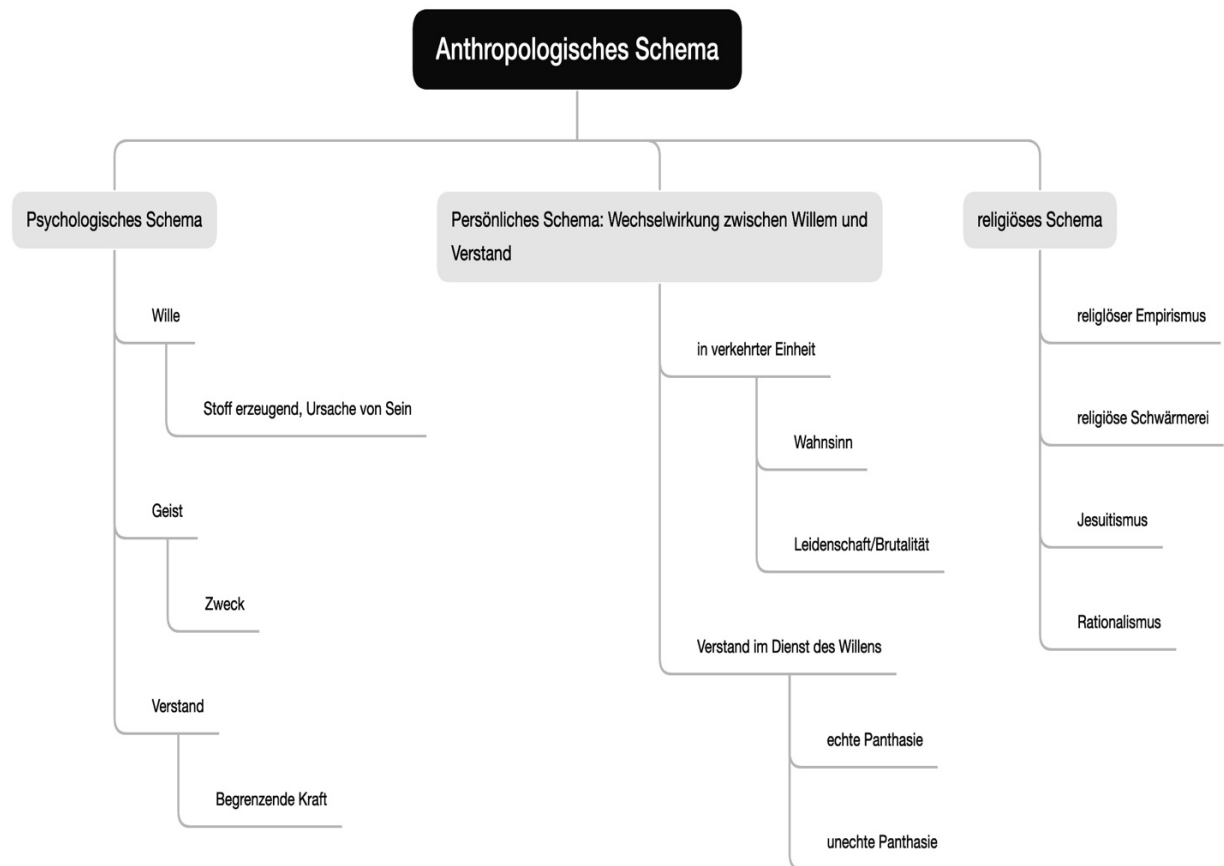 Anthropologisches Schema
Psychologisches Schema
Wille
Stoff erzeugend, Ursache von Sein
Geist
Zweck
Verstand
Begrenzende Kraft
Persönliches Schema: Wechselwirkung zwischen Willem und
Verstand
in verkehrter Einheit
Wahnsinn
Leidenschaft/Brutalität
Verstand im Dienst des Willens
echte Panthasie
unechte Panthasie
religiöses Schema
religlöser Empirismus
religiöse Schwärmerei
Jesuitismus
Rationalismus